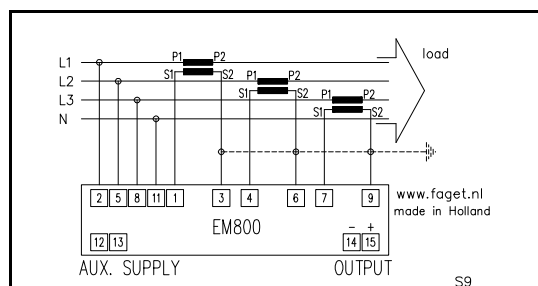 P1 P2 load
L1
S1 S2 P1 P2
L2
S1 S2 P1 P2
L3
S1 S2
N
2 5 8 11 1 3 4 6 7 9 www.faget.nl
made in Holland
EM800
12 13 - + 
14 15
AUX. SUPPLY OUTPUT
S9